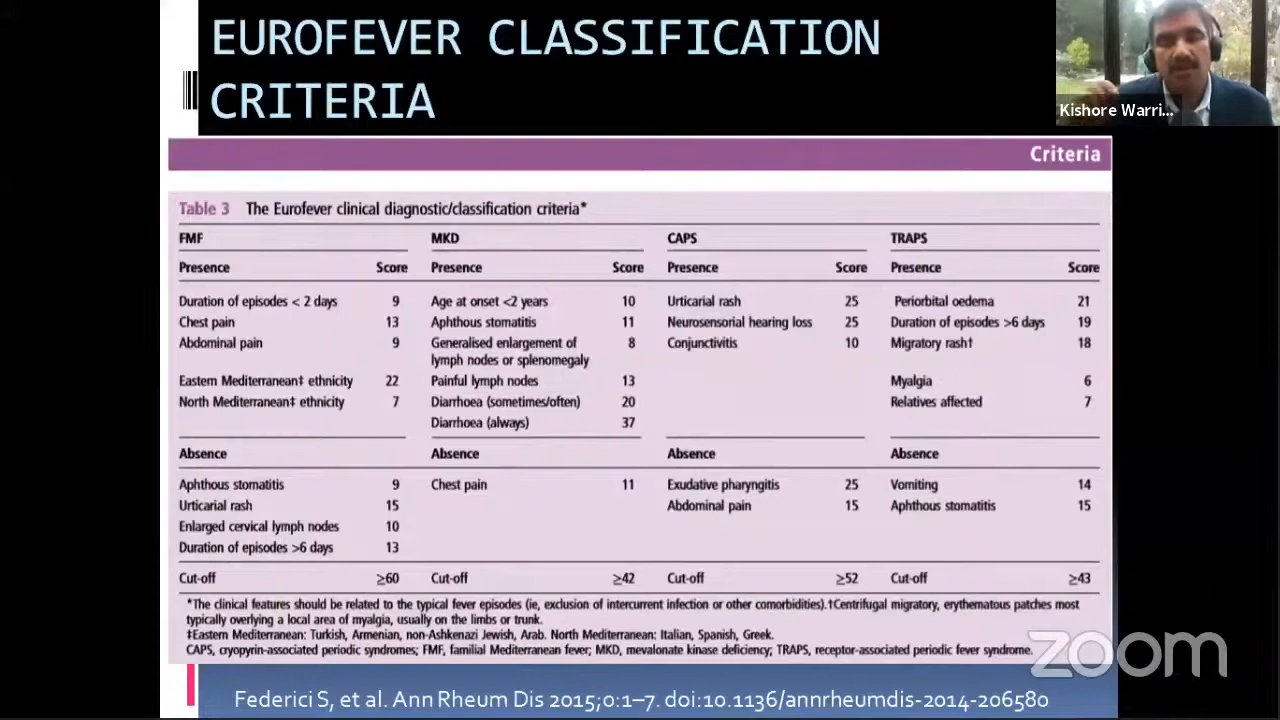 EUROFEVER CLASSIFICATION
CRITERIA
Kishore Warri...
Criteria
Table 3 The Eurofever clinical diagnostic/classification criteria*
FMF MKD CAPS TRAPS
Presence Score Presence Score Presence Score Presence Score
Duration of episodes < 2 days 9 Age at onset <2 years 10 Urticarial rash 25 Periorbital oedema 21
Chest pain 13 Aphthous stomatitis 11 Neurosensorial hearing loss 25 Duration of episodes >6 days 19
Abdominal pain 9 Generalised enlargement of 8 Conjunctivitis 10 Migratory rash† 18
lymph nodes or splenomegaly
Eastern Mediterranean‡ ethnicity 22 Painful lymph nodes 13 Myalgia 6
North Mediterranean‡ ethnicity 7 Diarrhoea (sometimes/often) 20 Relatives affected 7
Diarrhoea (always) 37
Absence Absence Absence Absence
Aphthous stomatitis 9 Chest pain 11 Exudative pharyngitis 25 Vomiting 14
Urticarial rash 15 Abdominal pain 15 Aphthous stomatitis 15
Enlarged cervical lymph nodes 10
Duration of episodes >6 days 13
Cut-off ≥60 Cut-off ≥42 Cut-off ≥52 Cut-off ≥43
*The clinical features should be related to the typical fever episodes (ie, exclusion of intercurrent infection or other comorbidities).†Centrifugal migratory, erythematous patches most
typically overlying a local area of myalgia, usually on the limbs or trunk.
‡Eastern Mediterranean: Turkish, Armenian, non-Ashkenazi Jewish, Arab. North Mediterranean: Italian, Spanish, Greek.
CAPS, cryopyrin-associated periodic syndromes; FMF, familial Mediterranean fever; MKD, mevalonate kinase deficiency; TRAPS, receptor-associated periodic fever syndrome.
zoom
Federici S, et al. Ann Rheum Dis 2015;0:1–7. doi:10.1136/annrheumdis-2014-206580